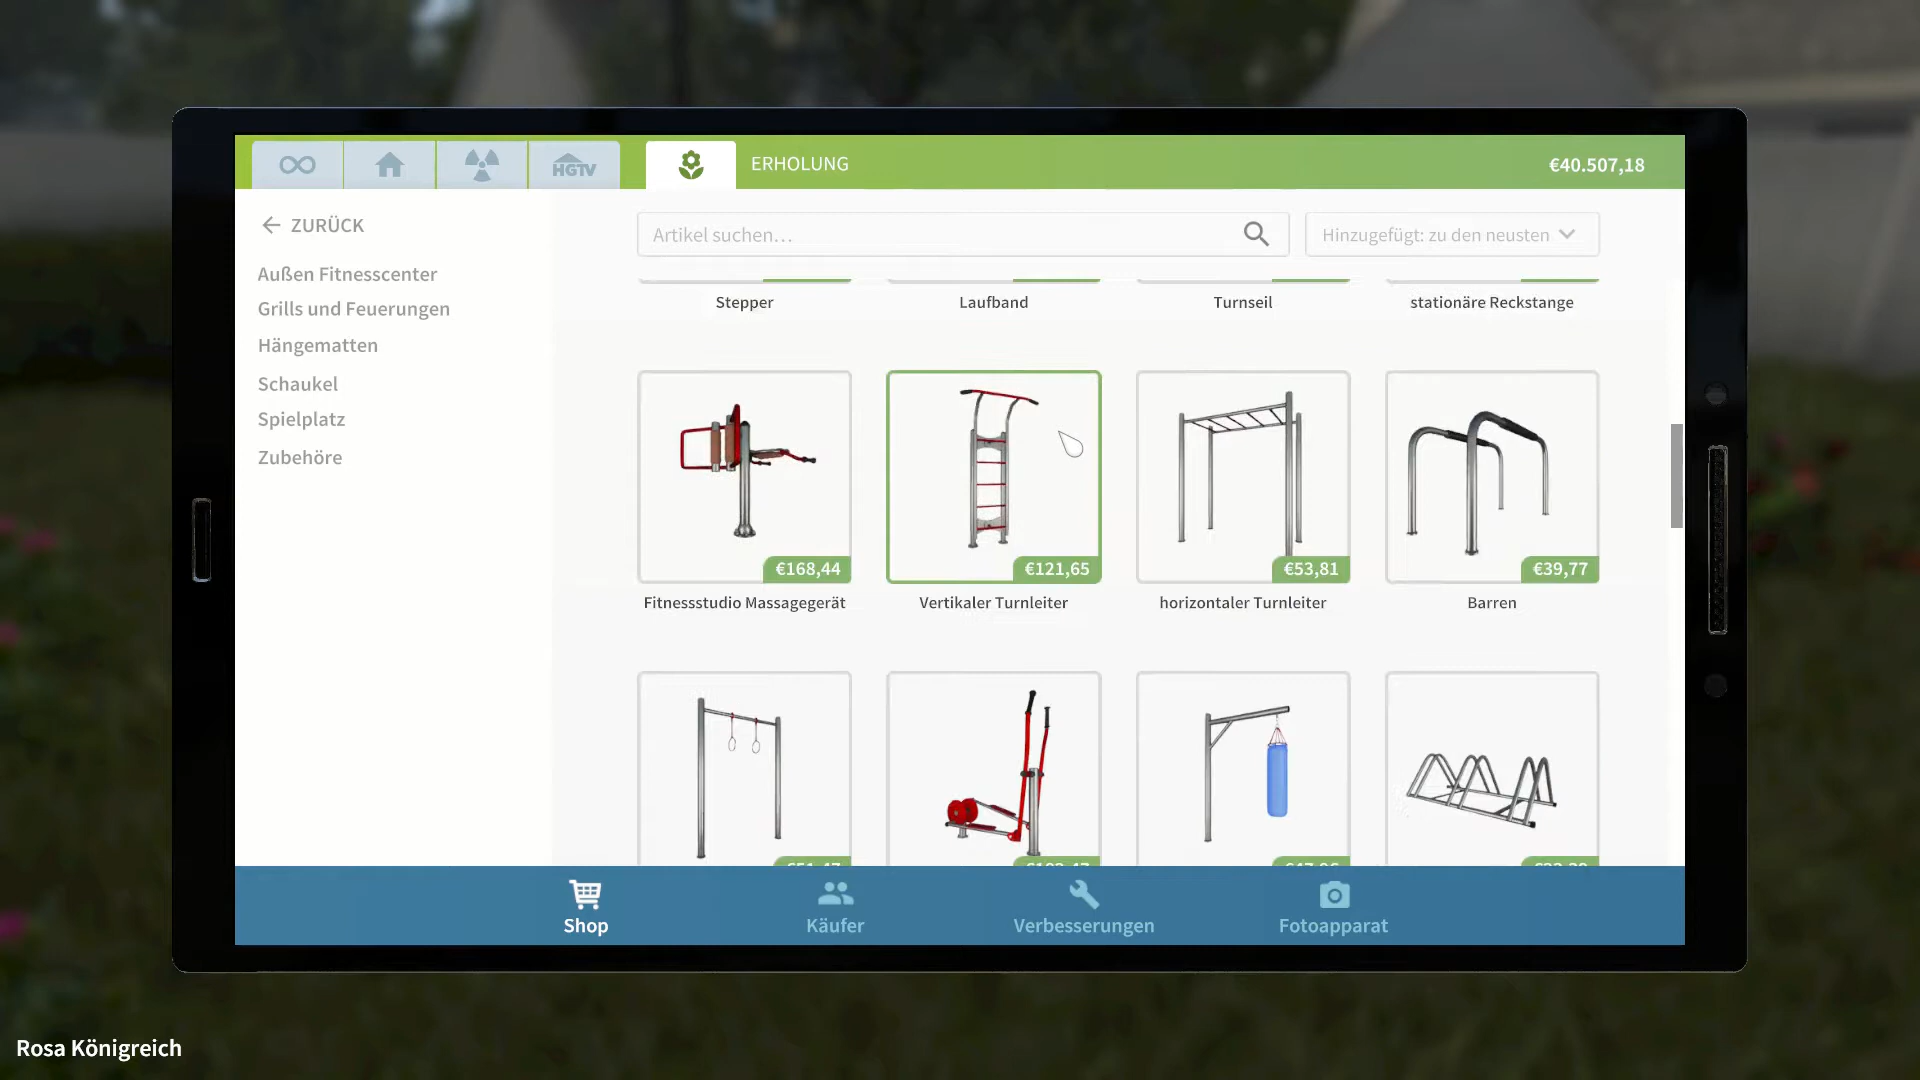 HGTV
ERHOLUNG
€40.507,18
ZURÜCK
Artikel suchen...
Hinzugefügt: zu den neusten
Außen Fitnesscenter
Grills und Feuerungen
Hängematten
Schaukel
Spielplatz
Zubehöre
Stepper
Laufband
Turnseil
stationäre Reckstange
€168,44
€121,65
€53,81
€39,77
Fitnessstudio Massagegerät
Vertikaler Turnleiter
horizontaler Turnleiter
Barren
Shop
Käufer
Verbesserungen
Fotoapparat
Rosa Königreich